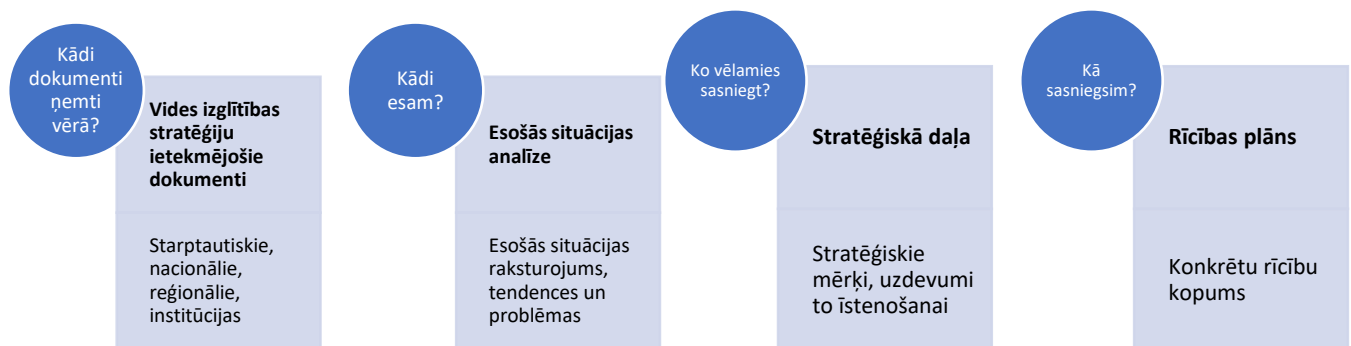 Kādi
dokumenti
ņemti
vērā?
Vides izglītības
stratēģiju
ietekmējošie
dokumenti
Starptautiskie,
nacionālie,
reģionālie,
institūcijas
Kādi
esam?
Esošās situācijas
analīze
Esošās situācijas
raksturojums,
tendences un
problēmas
Ko vēlamies
sasniegt?
Stratēģiskā daļa
Stratēģiskie
mērķi, uzdevumi
to īstenošanai
Kā
sasniegsim?
Rīcības plāns
Konkrētu rīcību
kopums